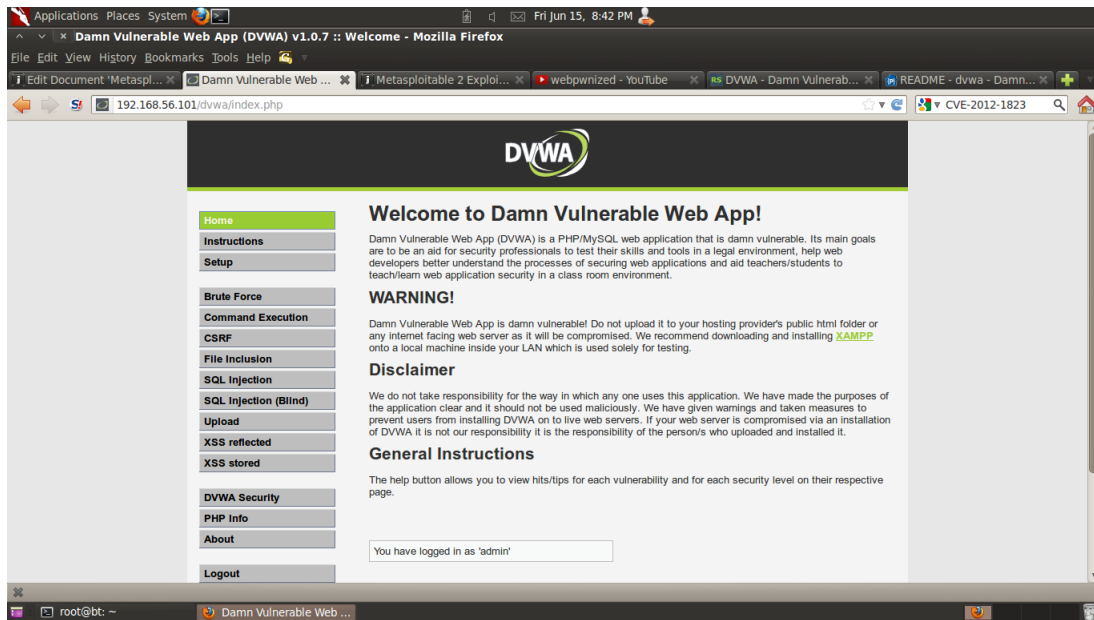 Applications Places System
Fri Jun 15, 8:42 PM
Damn Vulnerable Web App (DVWA) v1.0.7 :: Welcome - Mozilla Firefox
File Edit View History Bookmarks Tools Help
Edit Document 'Metaspl... Damn Vulnerable Web ... Metasploitable 2 Exploi... webpwnized - YouTube DVWA - Damn Vulnerab... README - dvwa - Damn...
192.168.56.101/dvwa/index.php CVE-2012-1823
DVWA
Home
Instructions
Setup
Brute Force
Command Execution
CSRF
File Inclusion
SQL Injection
SQL Injection (Blind)
Upload
XSS reflected
XSS stored
DVWA Security
PHP Info
About
Logout
Welcome to Damn Vulnerable Web App!
Damn Vulnerable Web App (DVWA) is a PHP/MySQL web application that is damn vulnerable. Its main goals
are to be an aid for security professionals to test their skills and tools in a legal environment, help web
developers better understand the processes of securing web applications and aid teachers/students to
teach/learn web application security in a class room environment.
WARNING!
Damn Vulnerable Web App is damn vulnerable! Do not upload it to your hosting provider's public html folder or
any internet facing web server as it will be compromised. We recommend downloading and installing XAMPP
onto a local machine inside your LAN which is used solely for testing.
Disclaimer
We do not take responsibility for the way in which any one uses this application. We have made the purposes of
the application clear and it should not be used maliciously. We have given warnings and taken measures to
prevent users from installing DVWA on to live web servers. If your web server is compromised via an installation
of DVWA it is not our responsibility it is the responsibility of the person/s who uploaded and installed it.
General Instructions
The help button allows you to view hits/tips for each vulnerability and for each security level on their respective
page.
You have logged in as 'admin'
root@bt: ~ Damn Vulnerable Web ...